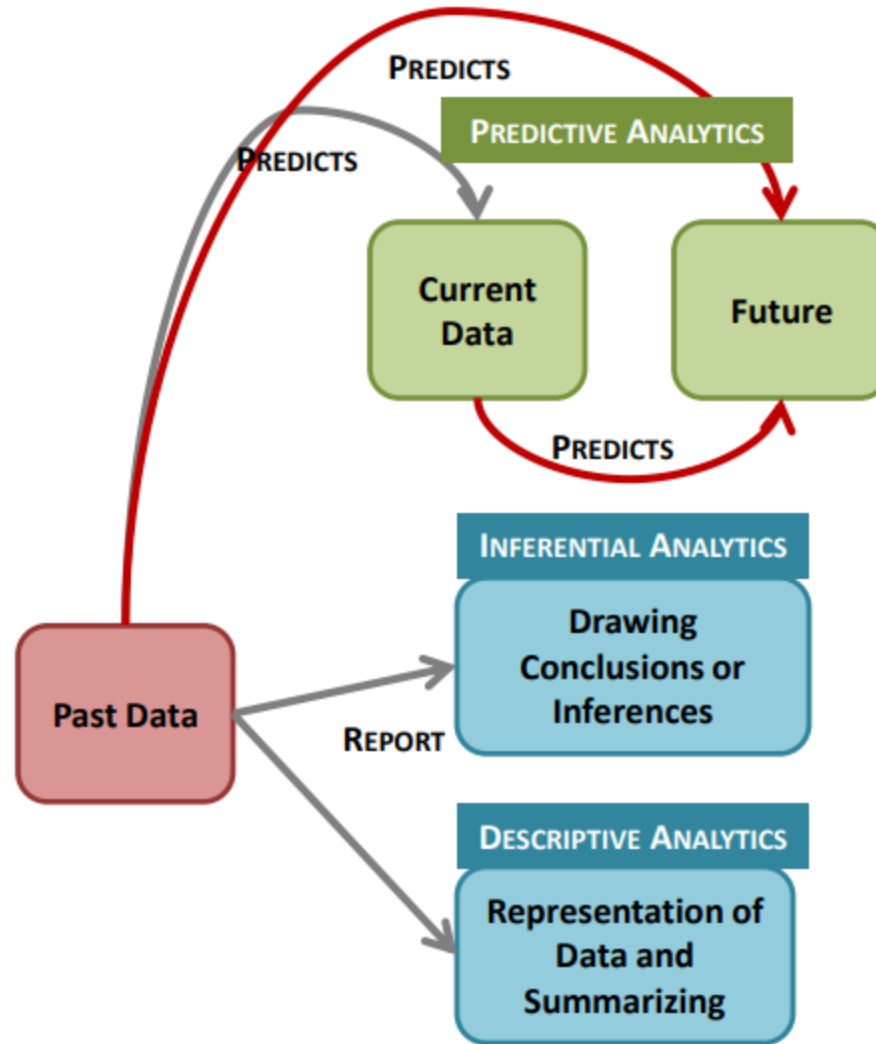 PREDICTS
PREDICTIVE ANALYTICS
PREDICTS
Current
Data
Future
PREDICTS
INFERENTIAL ANALYTICS
Drawing
Conclusions or
Inferences
Past Data
REPORT
DESCRIPTIVE ANALYTICS
Representation of
Data and
Summarizing